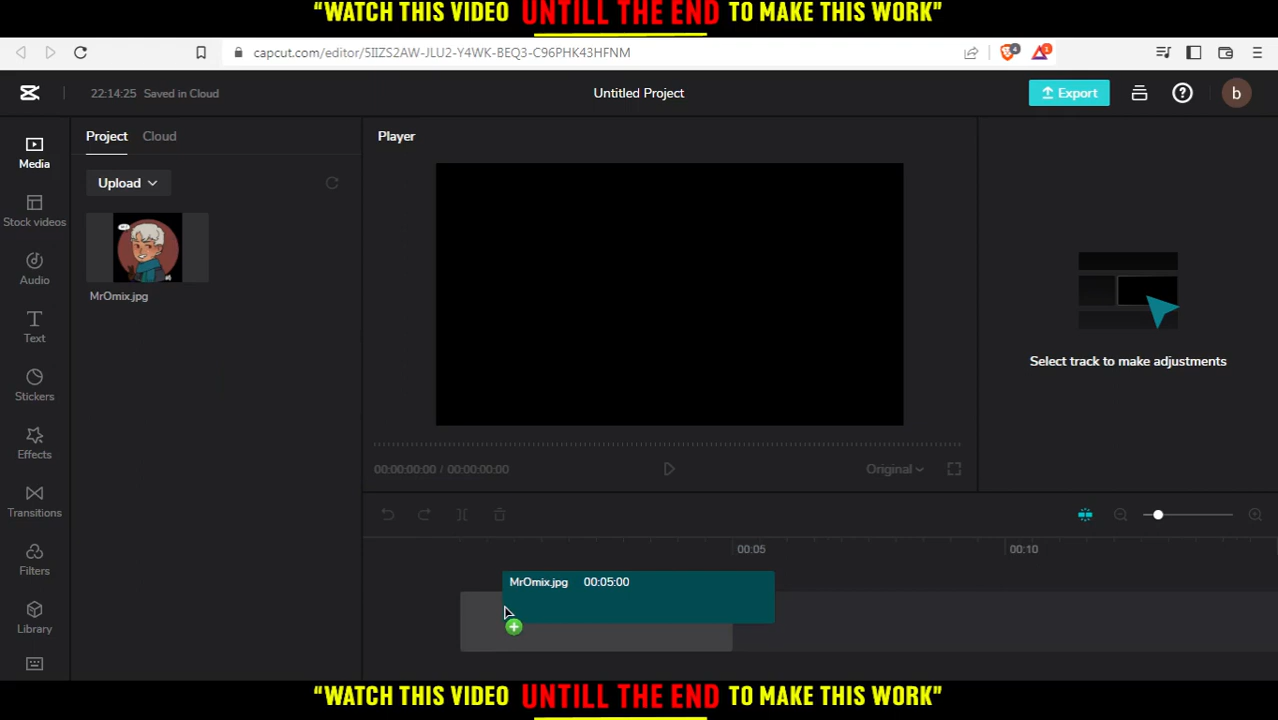 “WATCH THIS VIDEO UNTILL THE END TO MAKE THIS WORK”
capcut.com/editor/5IIZS2AW-JLU2-Y4WK-BEQ3-C96PHK43HFNM
4
1
22:14:25 Saved in Cloud
Untitled Project
Export
b
Media
Stock videos
Audio
Text
Stickers
Effects
Transitions
Filters
Library
Project Cloud
Upload
MrOmix.jpg
Player
00:00:00:00 / 00:00:00:00
Original
Select track to make adjustments
00:05
00:10
MrOmix.jpg 00:05:00
“WATCH THIS VIDEO UNTILL THE END TO MAKE THIS WORK”